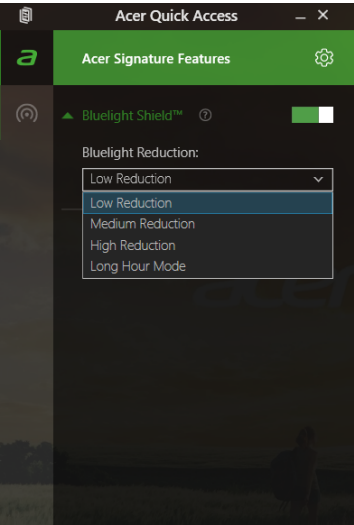 Acer Quick Access
a
Acer Signature Features
Bluelight Shield™ ?
Bluelight Reduction:
Low Reduction
Low Reduction
Medium Reduction
High Reduction
Long Hour Mode
acer